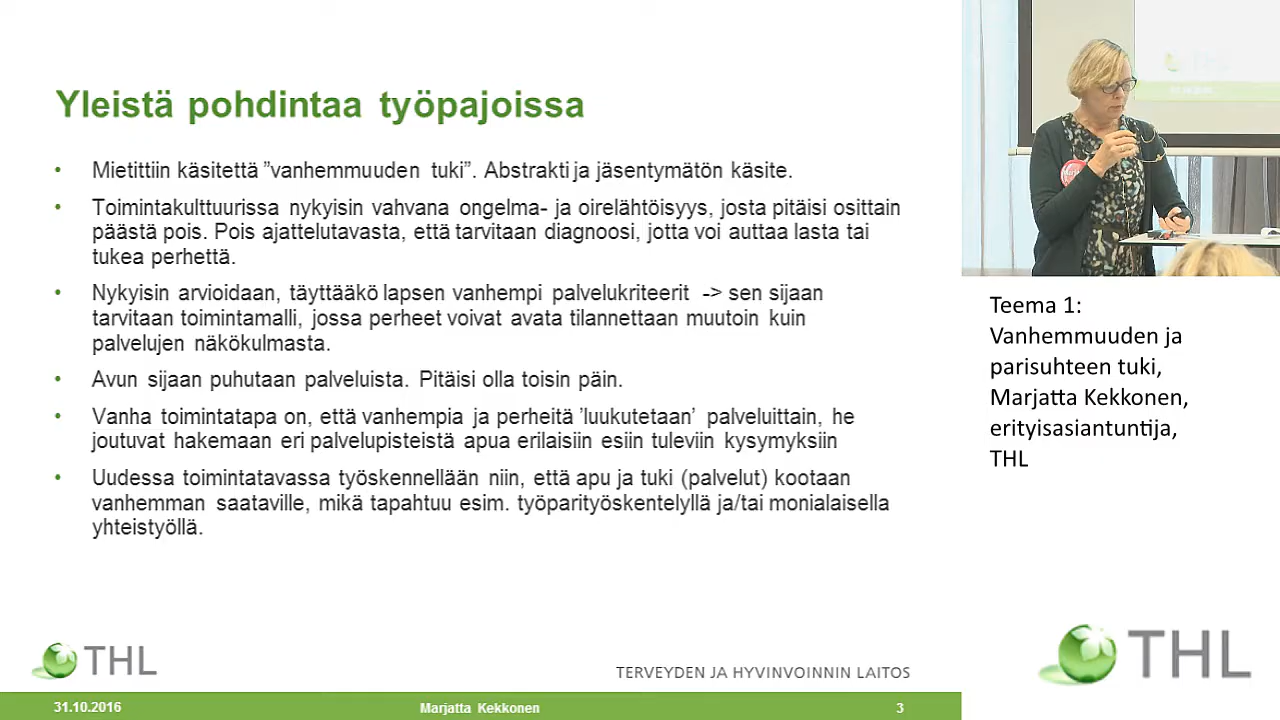 Yleistä pohdintaa työpajoissa
• Mietittiin käsitettä ”vanhemmuuden tuki”. Abstrakti ja jäsentymätön käsite.
• Toimintakulttuurissa nykyisin vahvana ongelma- ja oirelähtöisyys, josta pitäisi osittain
päästä pois. Pois ajattelutavasta, että tarvitaan diagnoosi, jotta voi auttaa lasta tai
tukea perhettä.
• Nykyisin arvioidaan, täyttääkö lapsen vanhempi palvelukriteerit -> sen sijaan
tarvitaan toimintamalli, jossa perheet voivat avata tilannettaan muutoin kuin
palvelujen näkökulmasta.
• Avun sijaan puhutaan palveluista. Pitäisi olla toisin päin.
• Vanha toimintatapa on, että vanhempia ja perheitä ’luukutetaan’ palveluittain, he
joutuvat hakemaan eri palvelupisteistä apua erilaisiin esiin tuleviin kysymyksiin
• Uudessa toimintatavassa työskennellään niin, että apu ja tuki (palvelut) kootaan
vanhemman saataville, mikä tapahtuu esim. työparityöskentelyllä ja/tai monialaisella
yhteistyöllä.
THL
TERVEYDEN JA HYVINVOINNIN LAITOS
31.10.2016
Marjatta Kekkonen
3
Teema 1:
Vanhemmuuden ja
parisuhteen tuki,
Marjatta Kekkonen,
erityisasiantuntija,
THL
THL